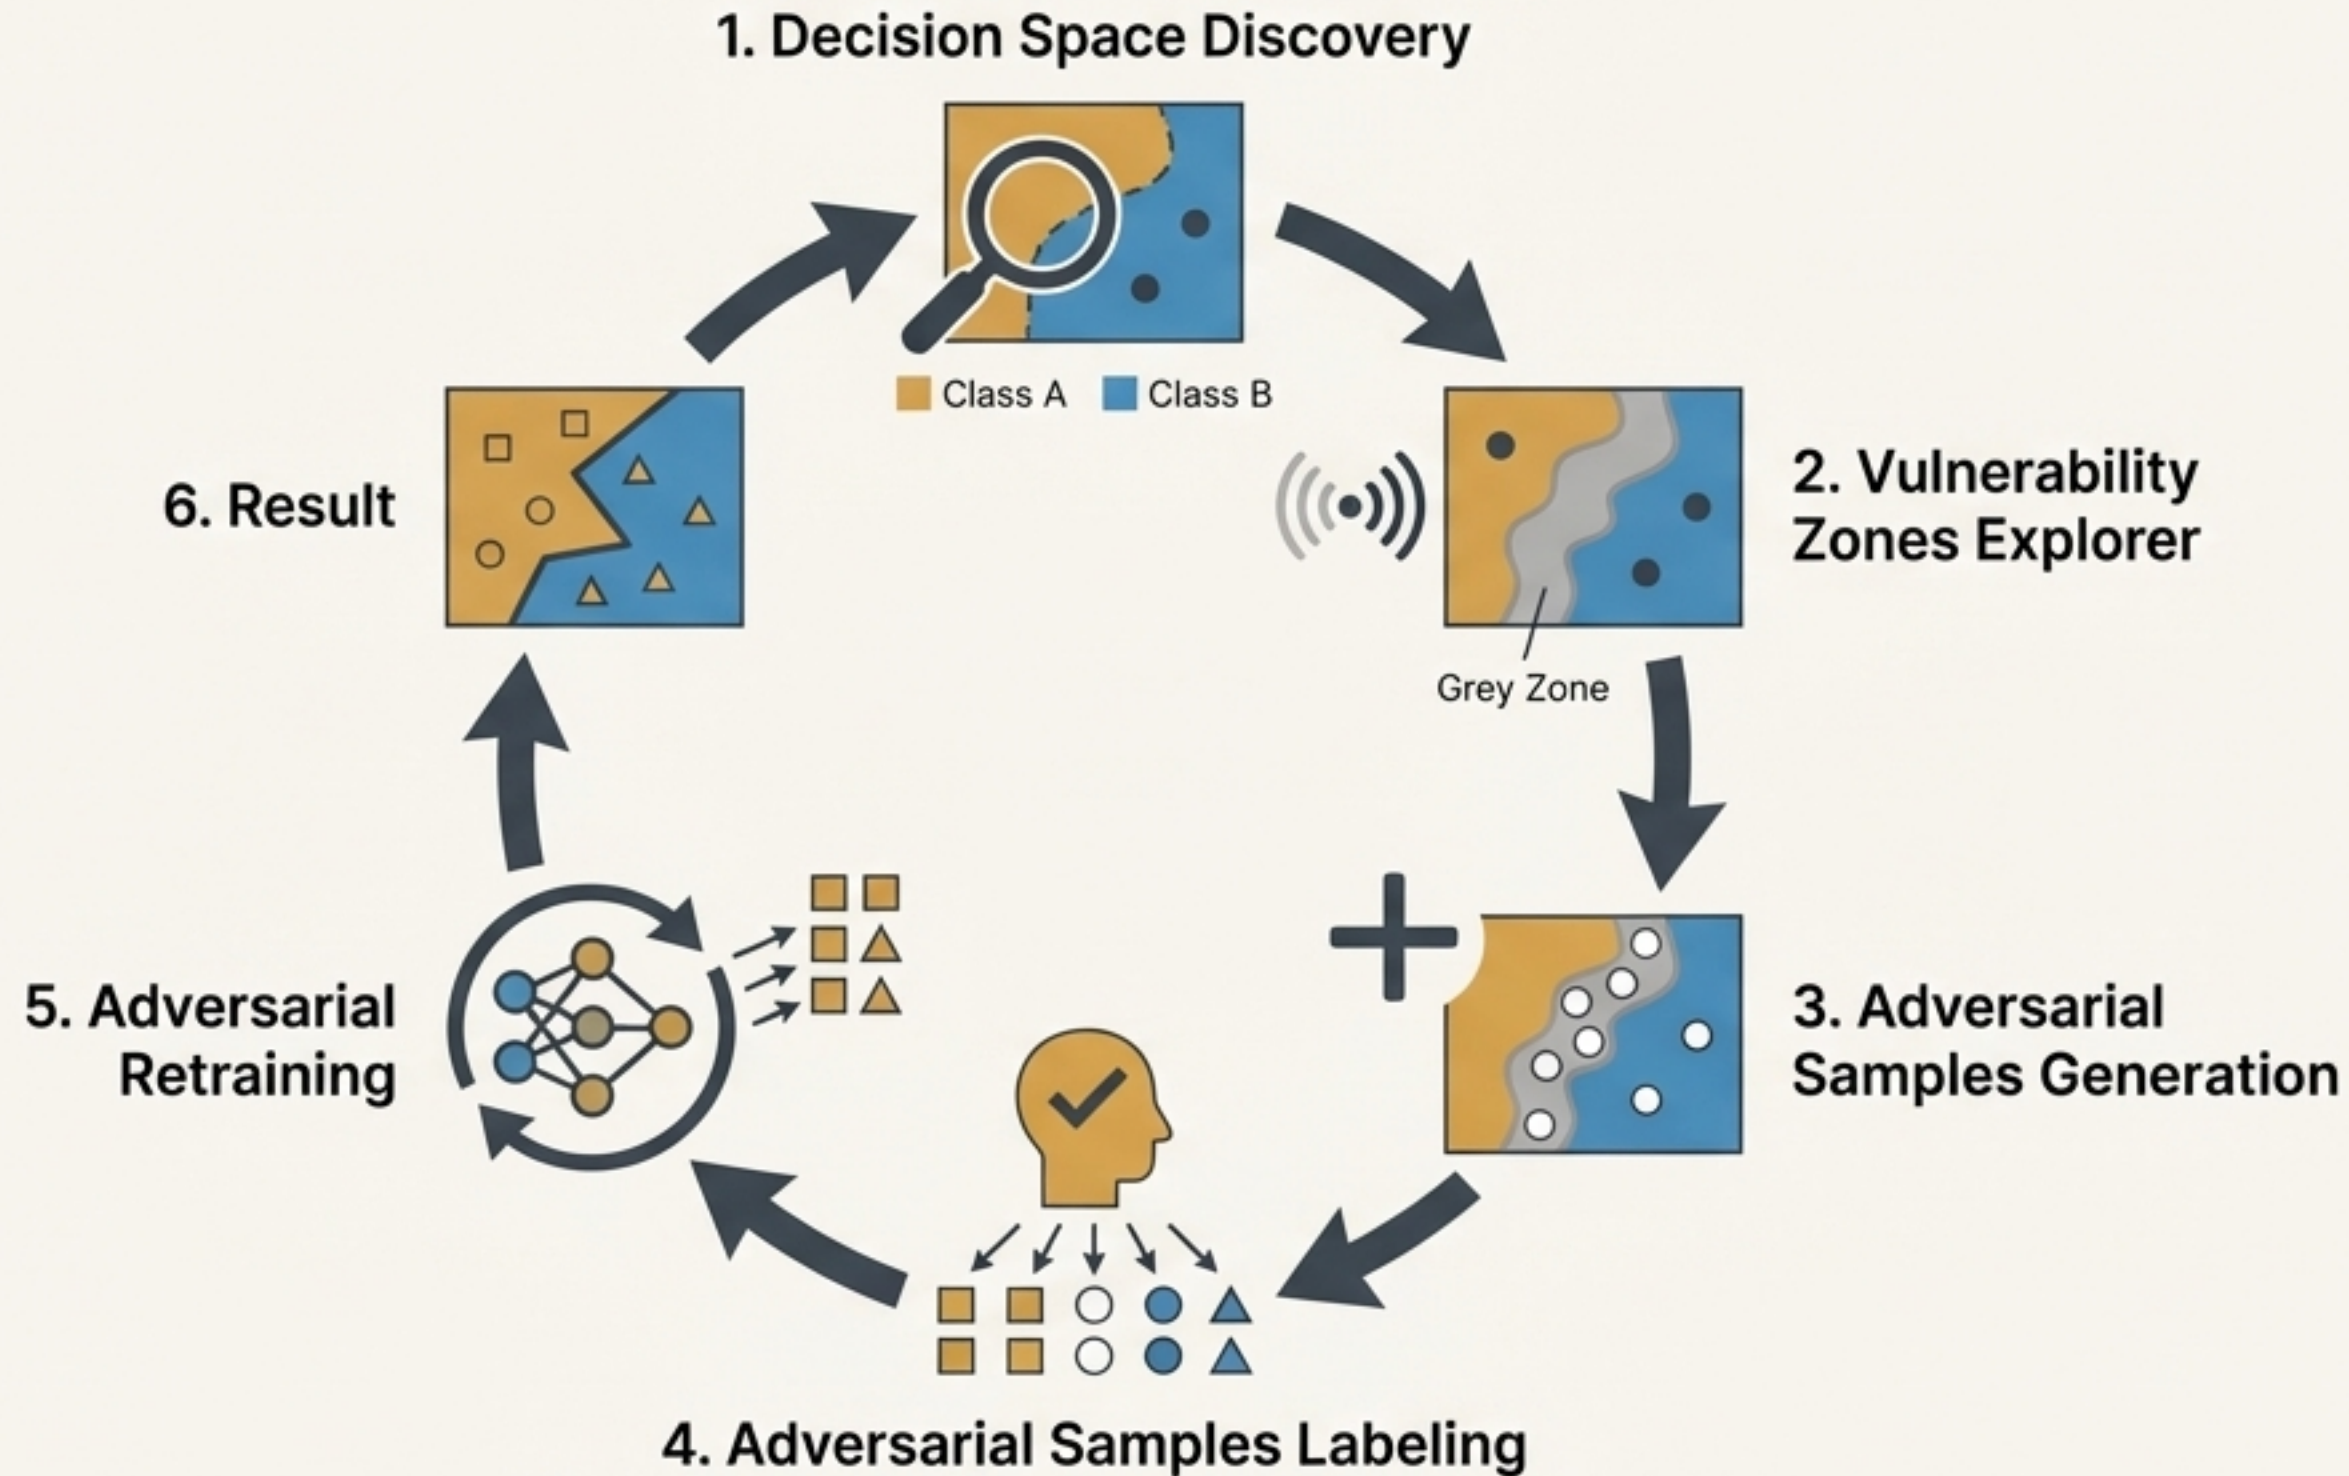 1. Decision Space Discovery
Class A
Class B
2. Vulnerability
Zones Explorer
Grey Zone
3. Adversarial
Samples Generation
4. Adversarial Samples Labeling
5. Adversarial
Retraining
6. Result